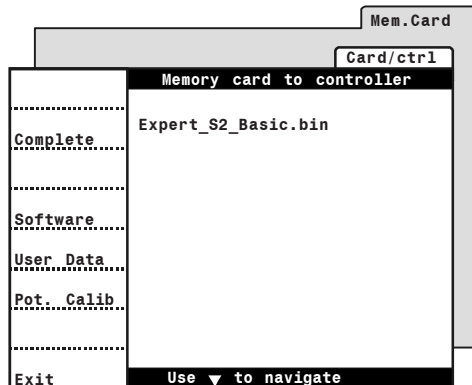 Mem.Card
Card/ctrl
Memory card to controller
Expert_S2_Basic.bin
Complete
Software
User Data
Pot. Calib
Exit
Use ▼ to navigate